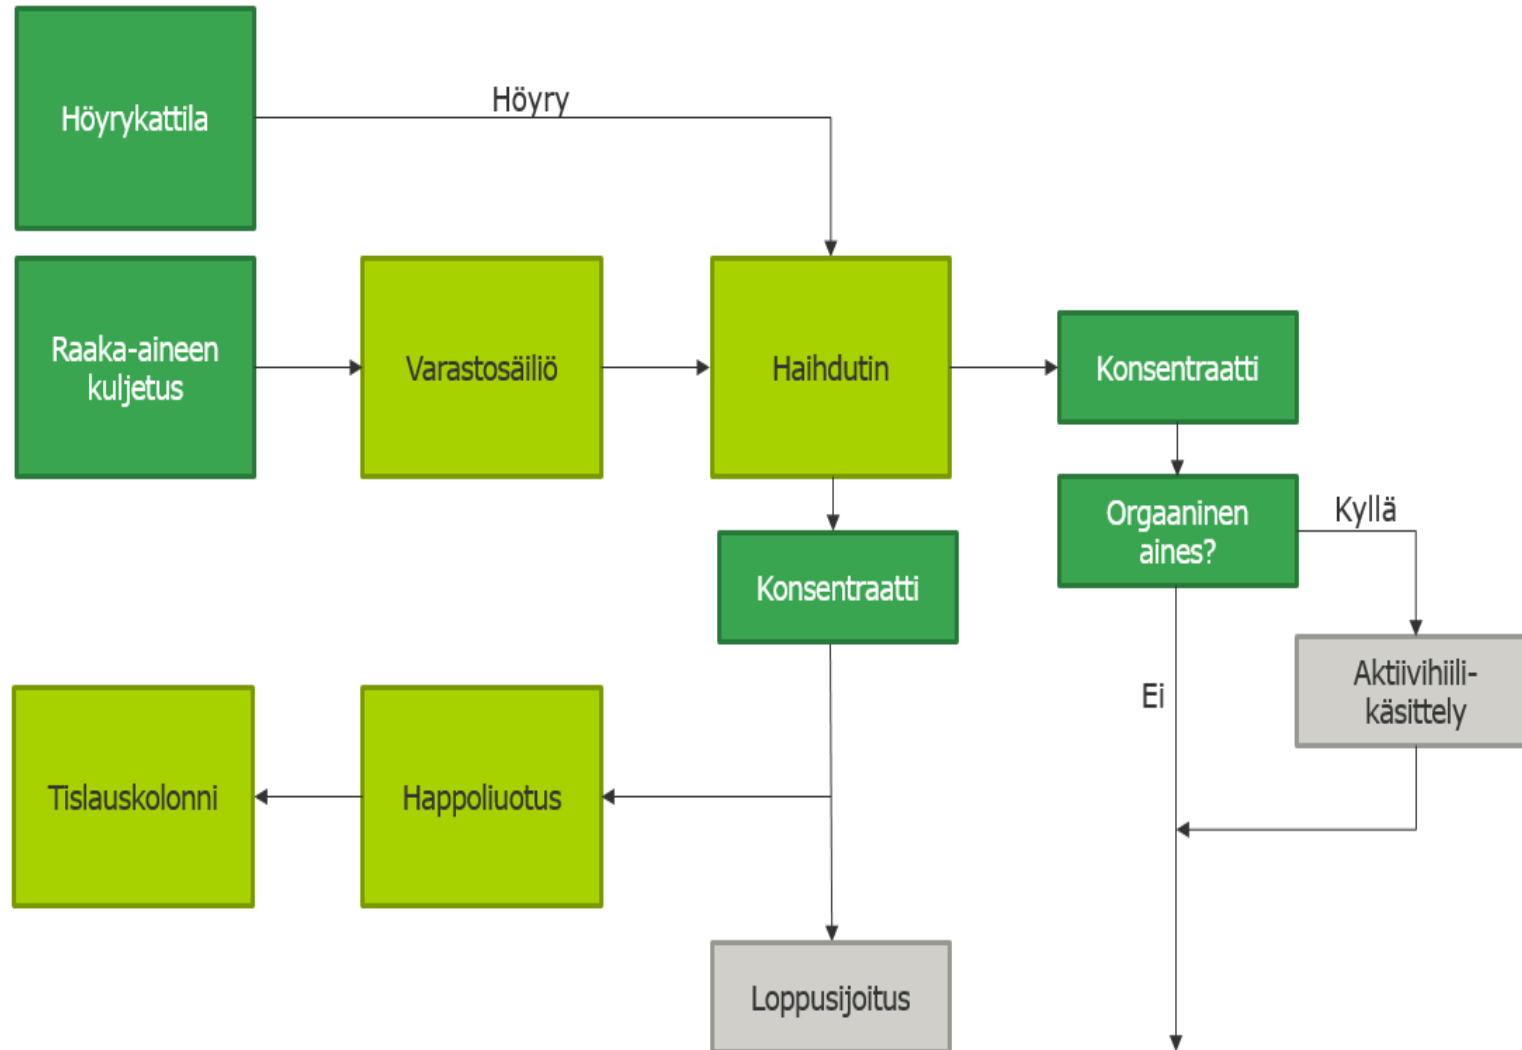 Höyrykattila
Höyry
Raaka-aineen
kuljetus
Varastosäiliö
Haihdutin
Konsentraatti
Orgaaninen
aines?
Kyllä
Konsentraatti
Ei
Aktiivihiili-
käsittely
Tislauskolonni
Happoliuotus
Loppusijoitus